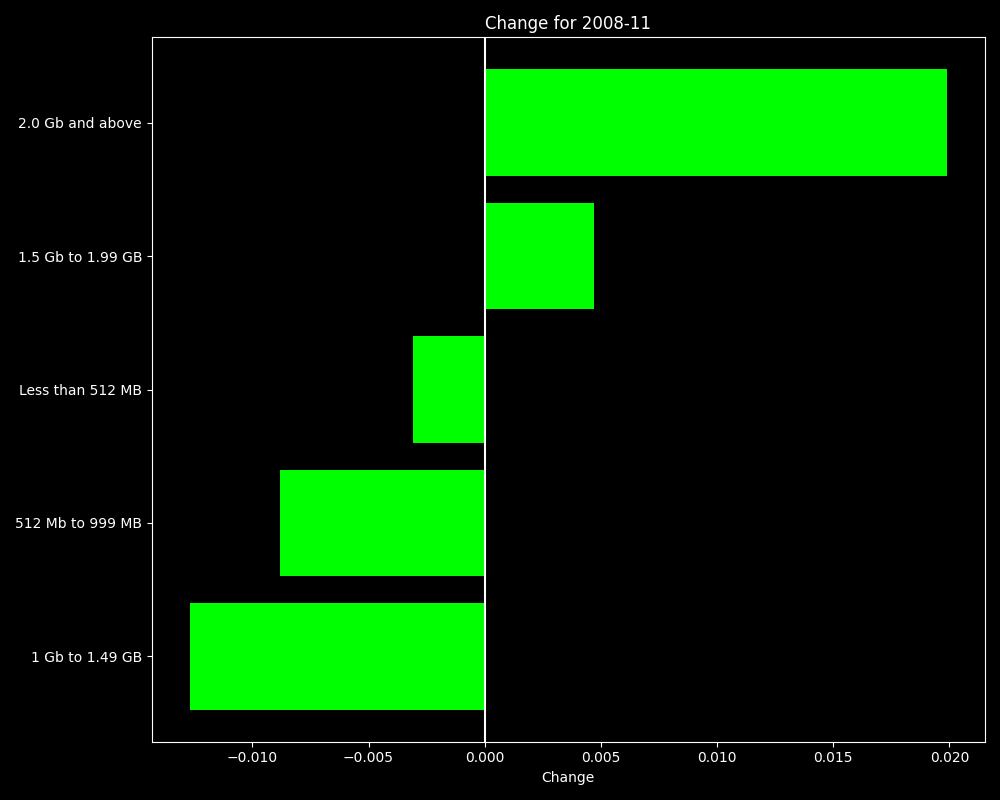 Change for 2008-11
2.0 Gb and above
1.5 Gb to 1.99 GB
Less than 512 MB
512 Mb to 999 MB
1 Gb to 1.49 GB
−0.010 −0.005 0.000 0.005 0.010 0.015 0.020
Change